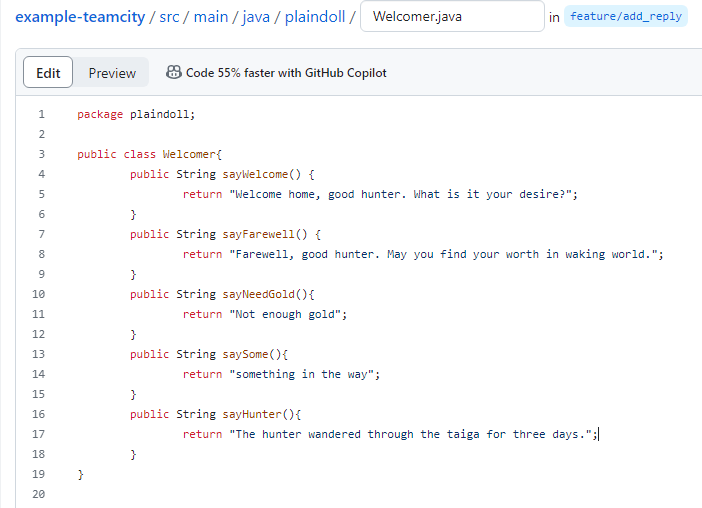 example-teamcity / src / main / java / plaindoll / Welcomer.java in feature/add_reply
Edit Preview Code 55% faster with GitHub Copilot
1 package plaindoll;
2
3 public class Welcomer{
4 public String sayWelcome() {
5 return "Welcome home, good hunter. What is it your desire?";
6 }
7 public String sayFarewell() {
8 return "Farewell, good hunter. May you find your worth in waking world.";
9 }
10 public String sayNeedGold(){
11 return "Not enough gold";
12 }
13 public String saySome(){
14 return "something in the way";
15 }
16 public String sayHunter(){
17 return "The hunter wandered through the taiga for three days.";
18 }
19 }
20